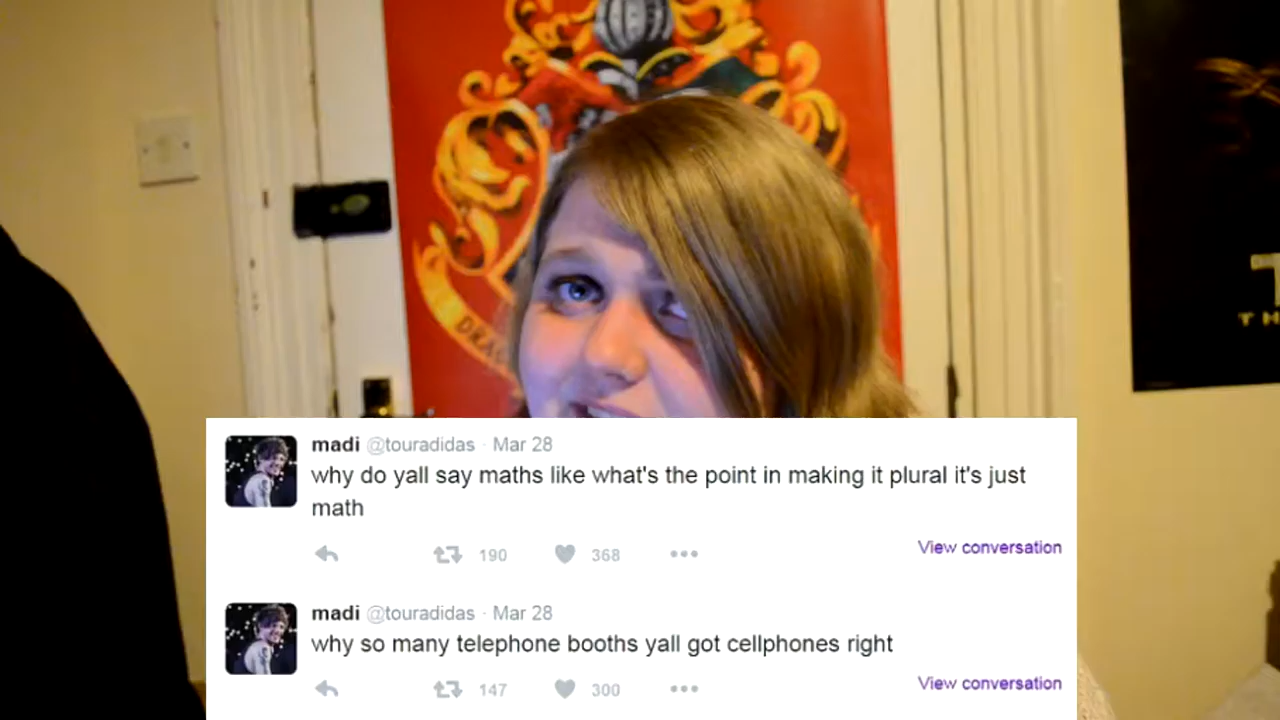 DRAC
T
TH
madi @touradidas · Mar 28
why do yall say maths like what's the point in making it plural it's just
math
190 368 View conversation
madi @touradidas · Mar 28
why so many telephone booths yall got cellphones right
147 300 View conversation